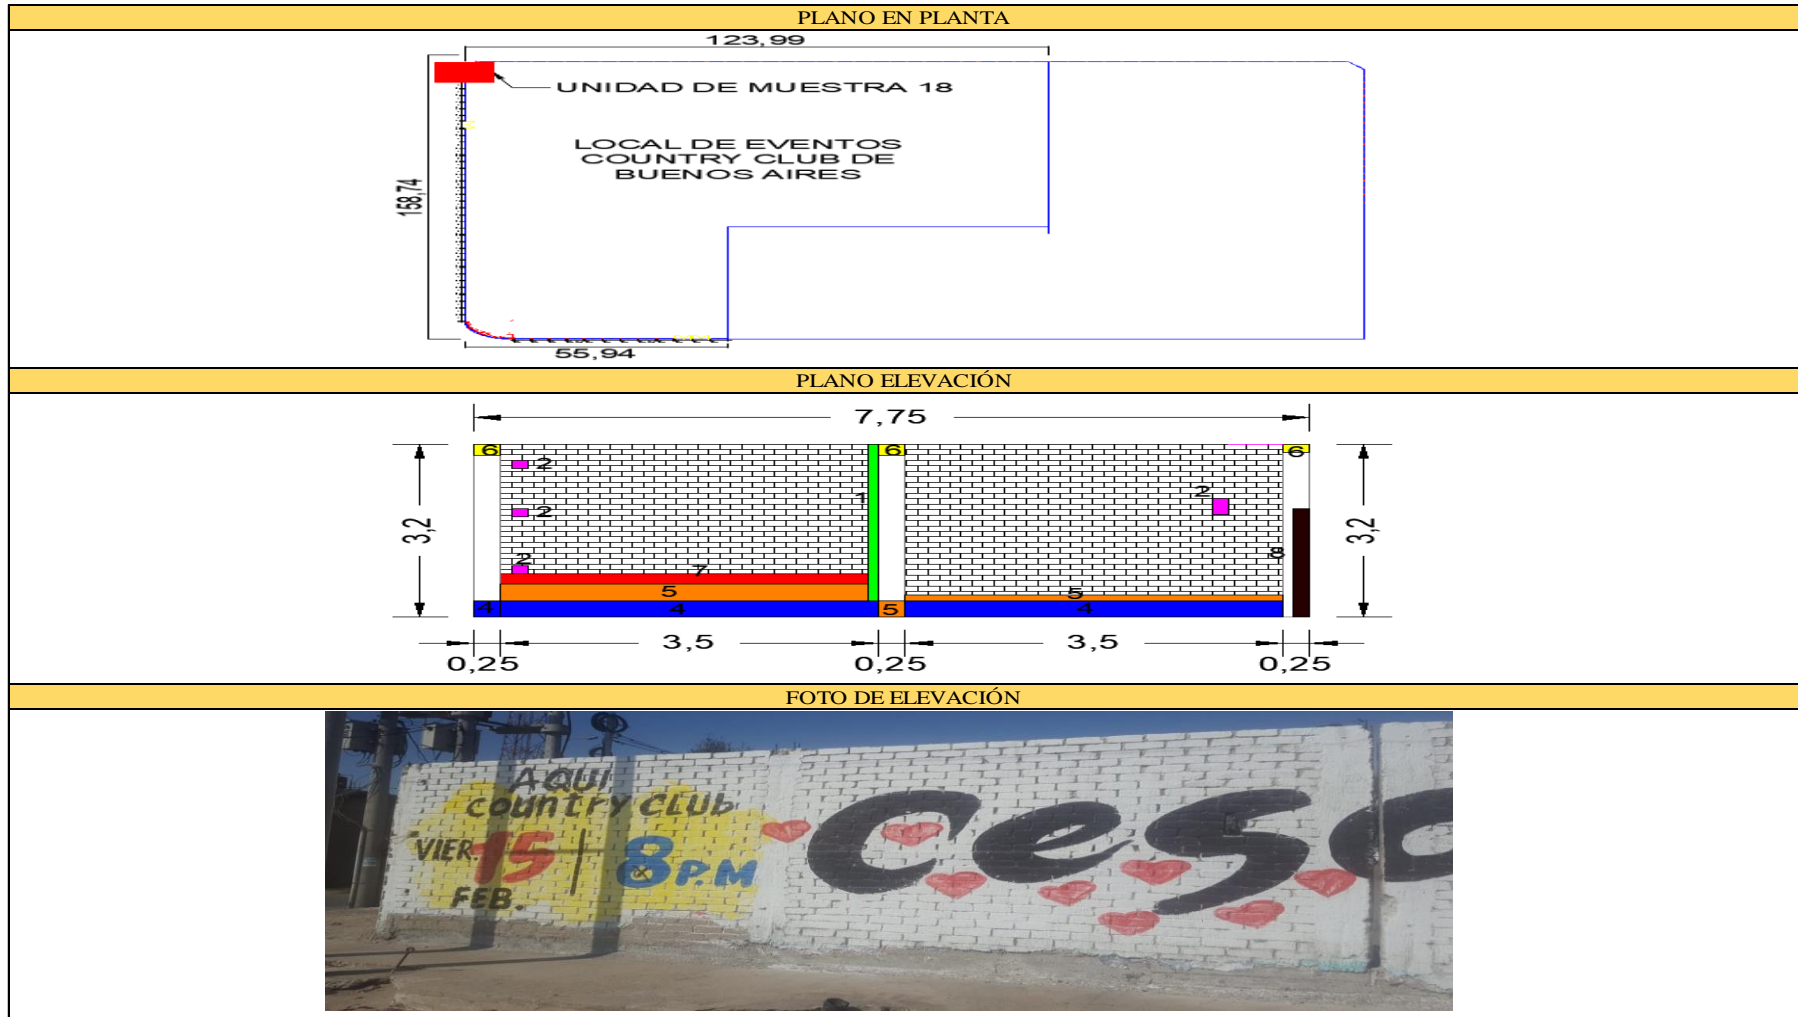 PLANO EN PLANTA
123,99
UNIDAD DE MUESTRA 18
LOCAL DE EVENTOS
COUNTRY CLUB DE
BUENOS AIRES
158,74
55,94
PLANO ELEVACIÓN
7,75
6 6 6
2
2
1
2
3,2
2
3,2
8
2
7
5
5
4 4 5 4
3,5 3,5
0,25 0,25 0,25
FOTO DE ELEVACIÓN
AQUI
country CLUB
VIER. 15 8 P.M
FEB.
Ceso